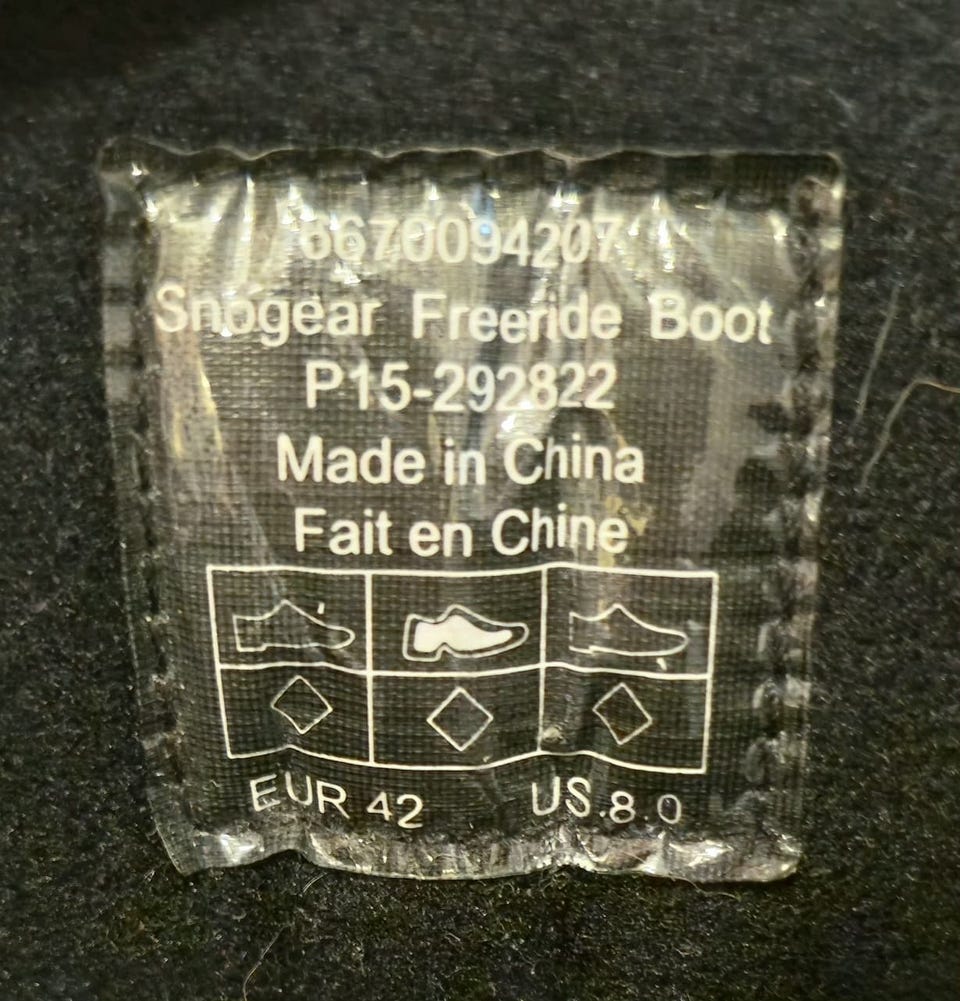 6670094207
Snogear Freeride Boot
P15-292822
Made in China
Fait en Chine
EUR 42 US.8.0